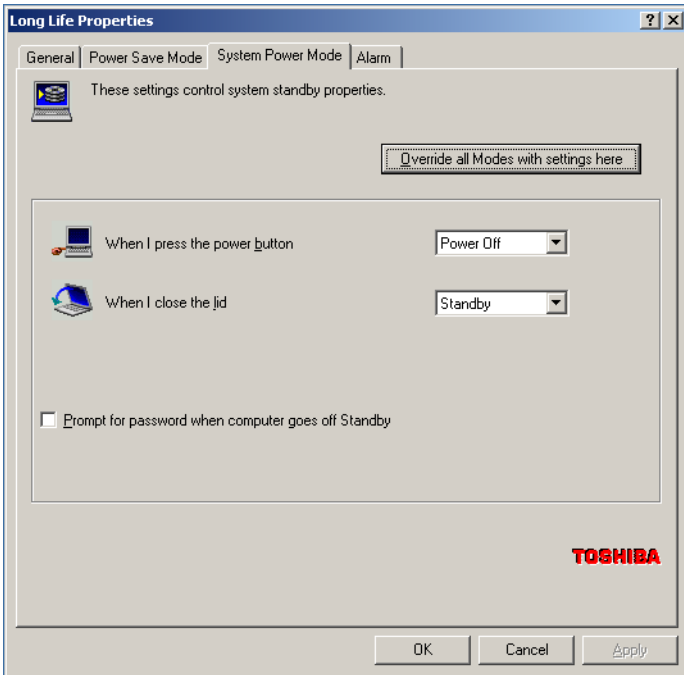 Long Life Properties
General Power Save Mode System Power Mode Alarm
These settings control system standby properties.
Override all Modes with settings here
When I press the power button Power Off
When I close the lid Standby
Prompt for password when computer goes off Standby
TOSHIBA
OK Cancel Apply